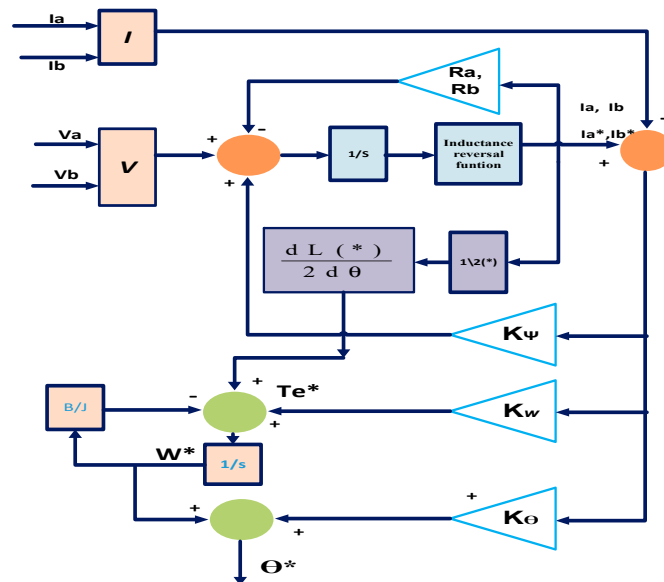 Ia
I
Ib
Ra,
Rb
-
-
Ia, Ib
Ia*,Ib*
Va
+
V
1/S
Inductance
reversal
funtion
+
Vb
+
d L ( * )
2 d θ
1\2(*)
KΨ
+
Te*
B/J
-
Kw
+
W*
1/s
+
+
KΘ
+
Θ*